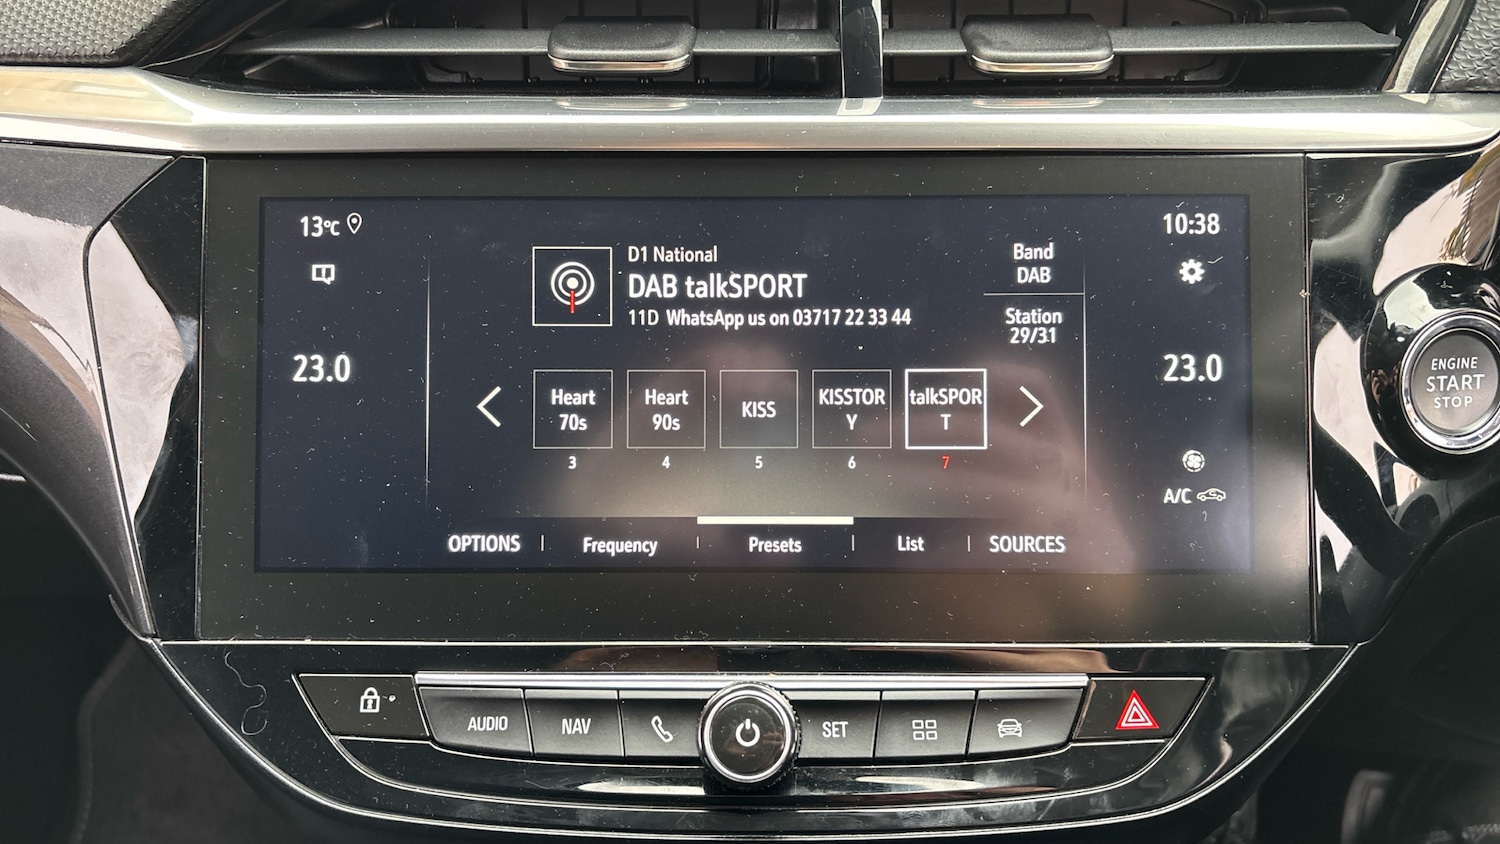 13°C
10:38
D1 National
DAB talkSPORT
11D WhatsApp us on 03717 22 33 44
Band
DAB
Station
29/31
23.0
23.0
Heart
70s
3
Heart
90s
4
KISS
5
KISSTOR
Y
6
talkSPOR
T
7
A/C
OPTIONS
Frequency
Presets
List
SOURCES
ENGINE
START
STOP
AUDIO
NAV
SET